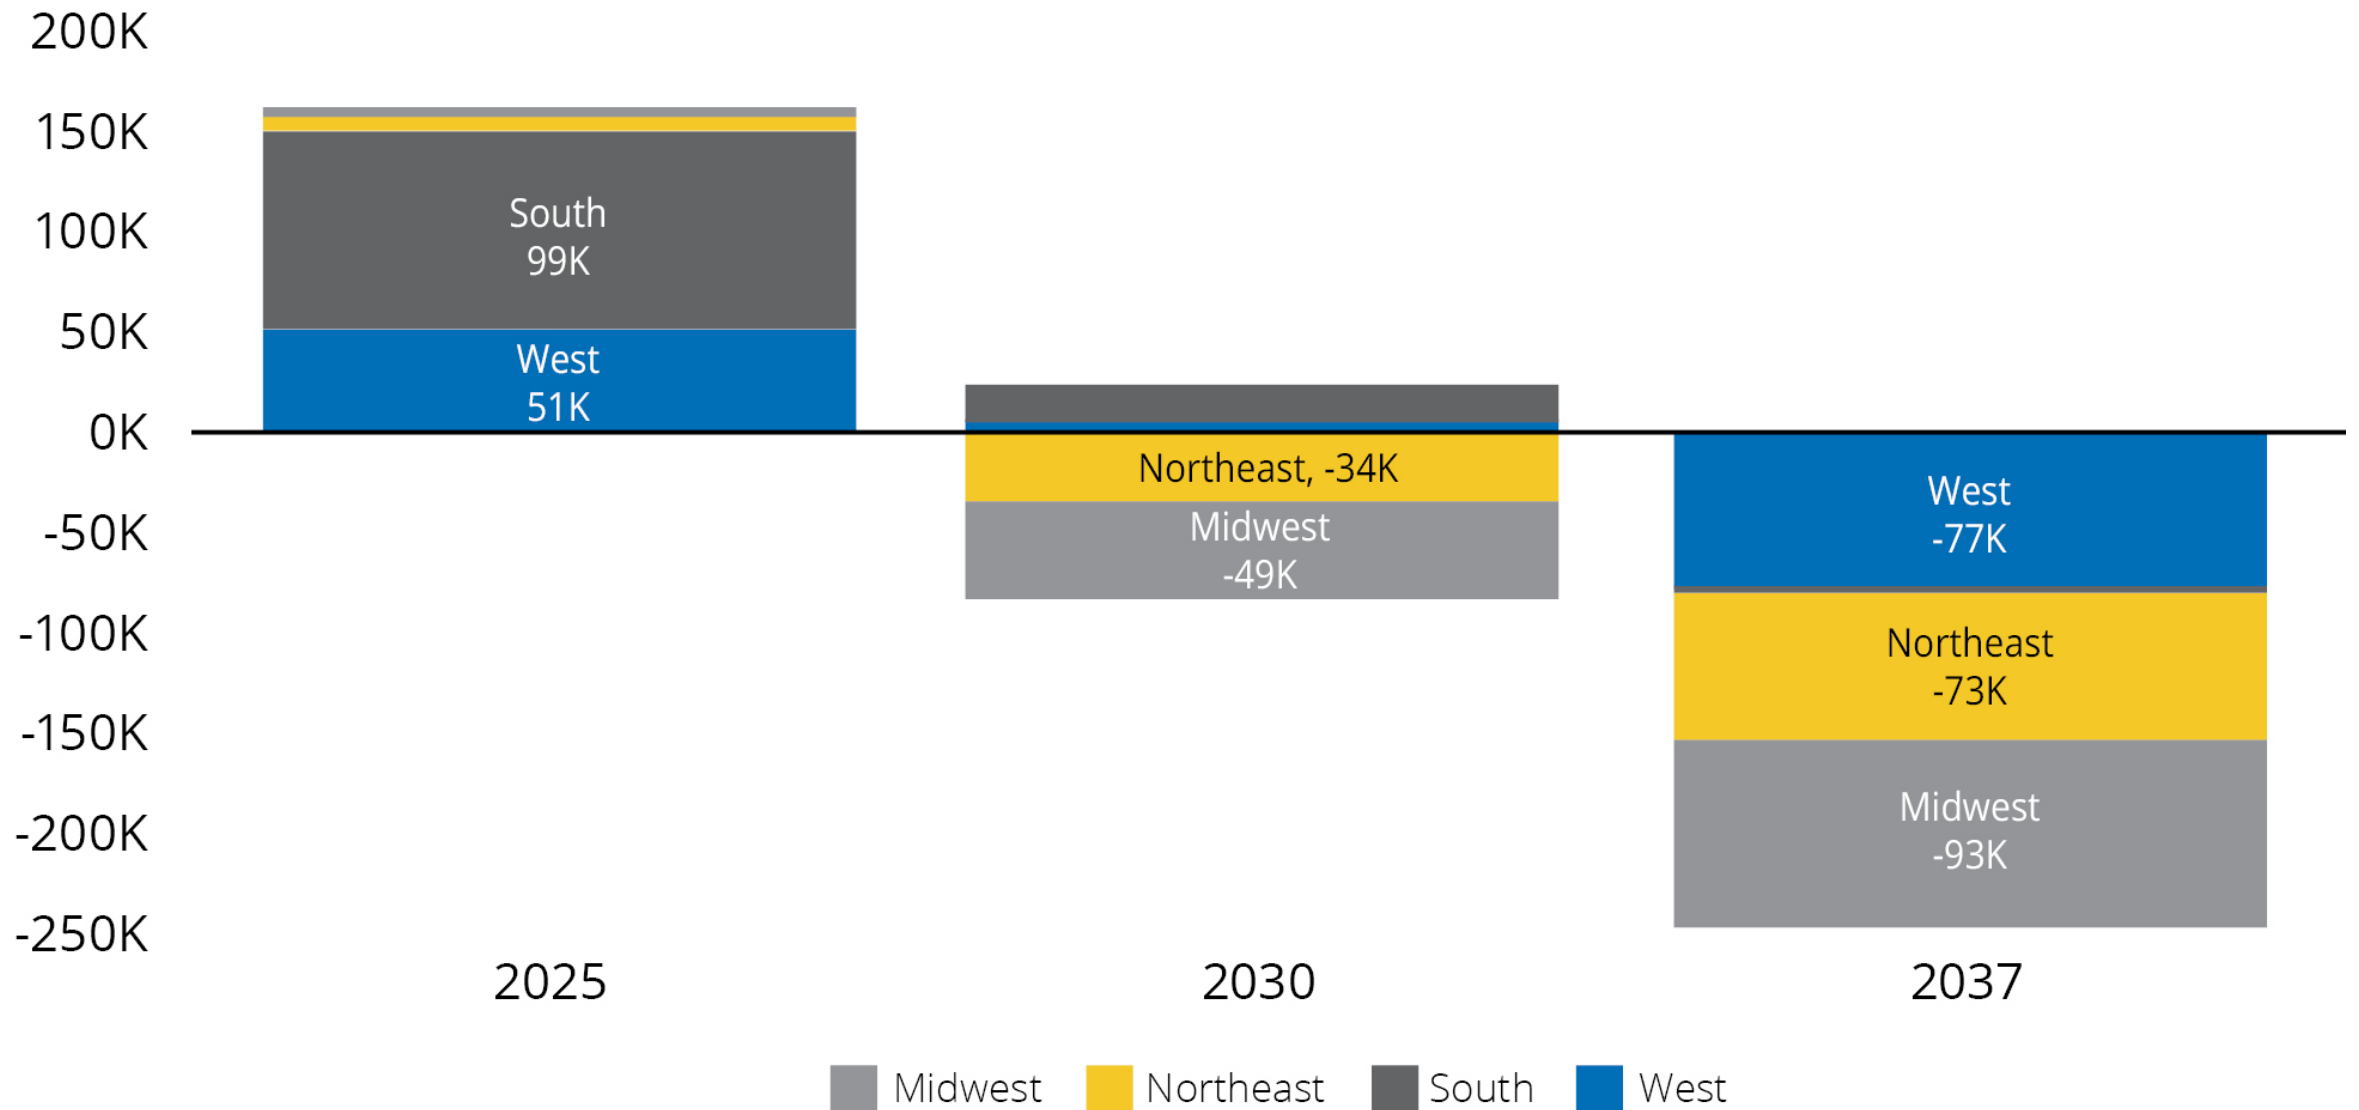 200K
150K
100K
50K
0K
-50K
-100K
-150K
-200K
-250K
South
99K
West
51K
Northeast, -34K
Midwest
-49K
West
-77K
Northeast
-73K
Midwest
-93K
2025 2030 2037
Midwest Northeast South West